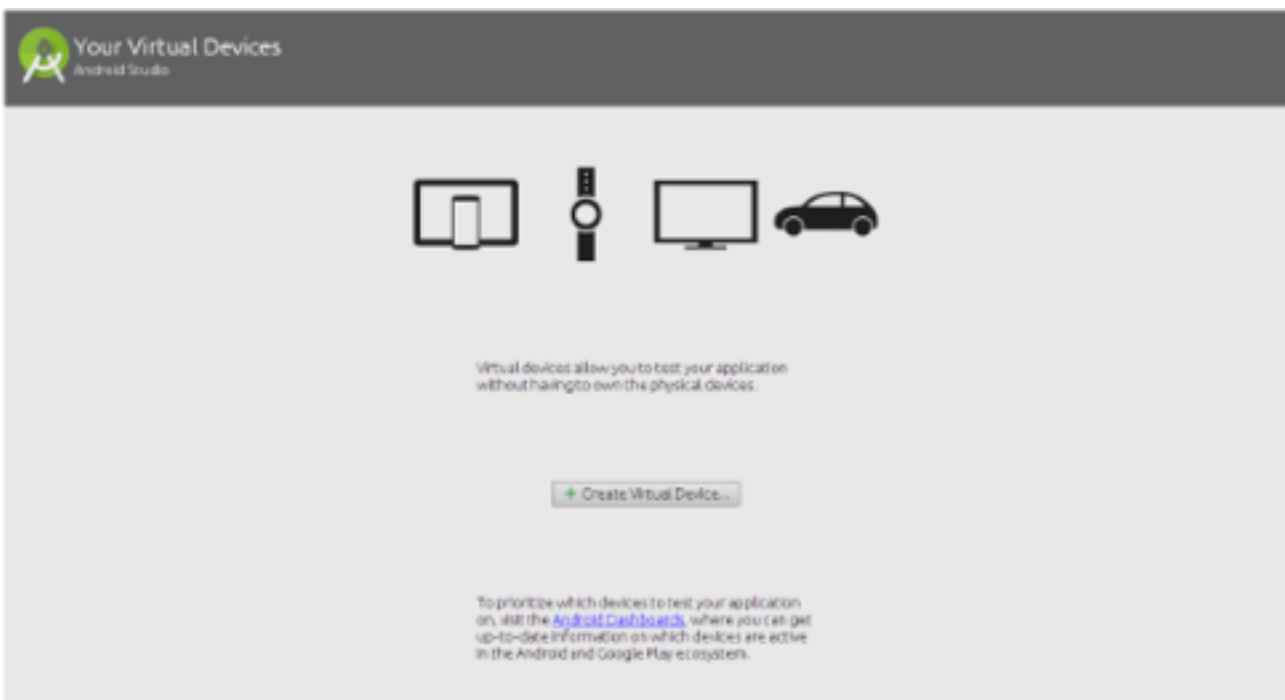 Your Virtual Devices
Android Studio
Virtual devices allow you to test your application
without having to own the physical devices.
+ Create Virtual Device...
To prioritize which devices to test your application
on, visit the Android Dashboards, where you can get
up-to-date information on which devices are active
in the Android and Google Play ecosystem.